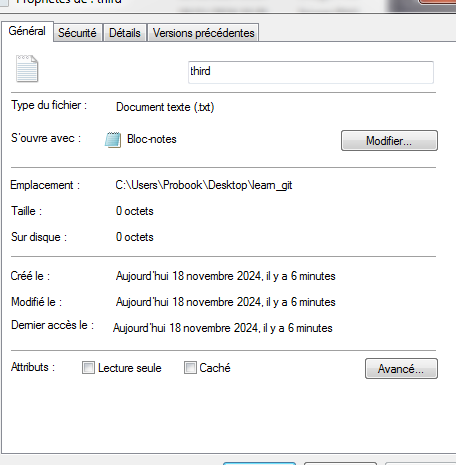 Propriétés de : third
Général Sécurité Détails Versions précédentes
third
Type du fichier : Document texte (.txt)
S'ouvre avec : Bloc-notes Modifier...
Emplacement : C:\Users\Probook\Desktop\learn_git
Taille : 0 octets
Sur disque : 0 octets
Créé le : Aujourd'hui 18 novembre 2024, il y a 6 minutes
Modifié le : Aujourd'hui 18 novembre 2024, il y a 6 minutes
Dernier accès le : Aujourd'hui 18 novembre 2024, il y a 6 minutes
Attributs : Lecture seule Caché Avancé...